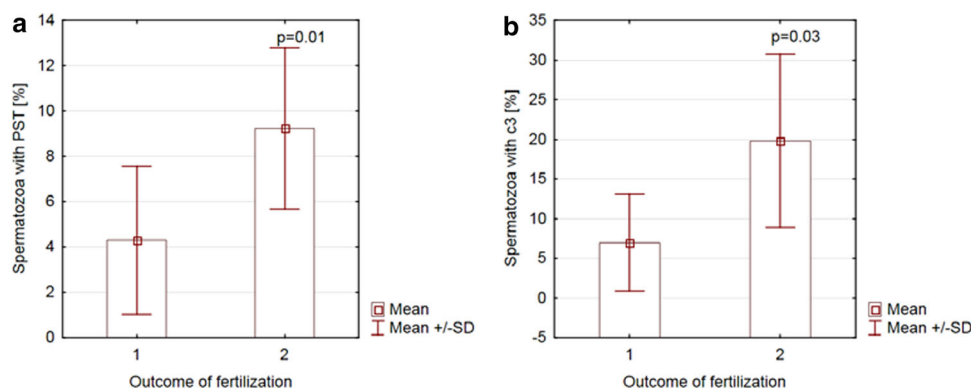 a
p=0.01
Spermatozoa with PST [%]
14
12
10
8
6
4
2
0
1 2
Outcome of fertilization
Mean
Mean +/-SD
b
p=0.03
Spermatozoa with c3 [%]
35
30
25
20
15
10
5
0
-5
1 2
Outcome of fertilization
Mean
Mean +/-SD